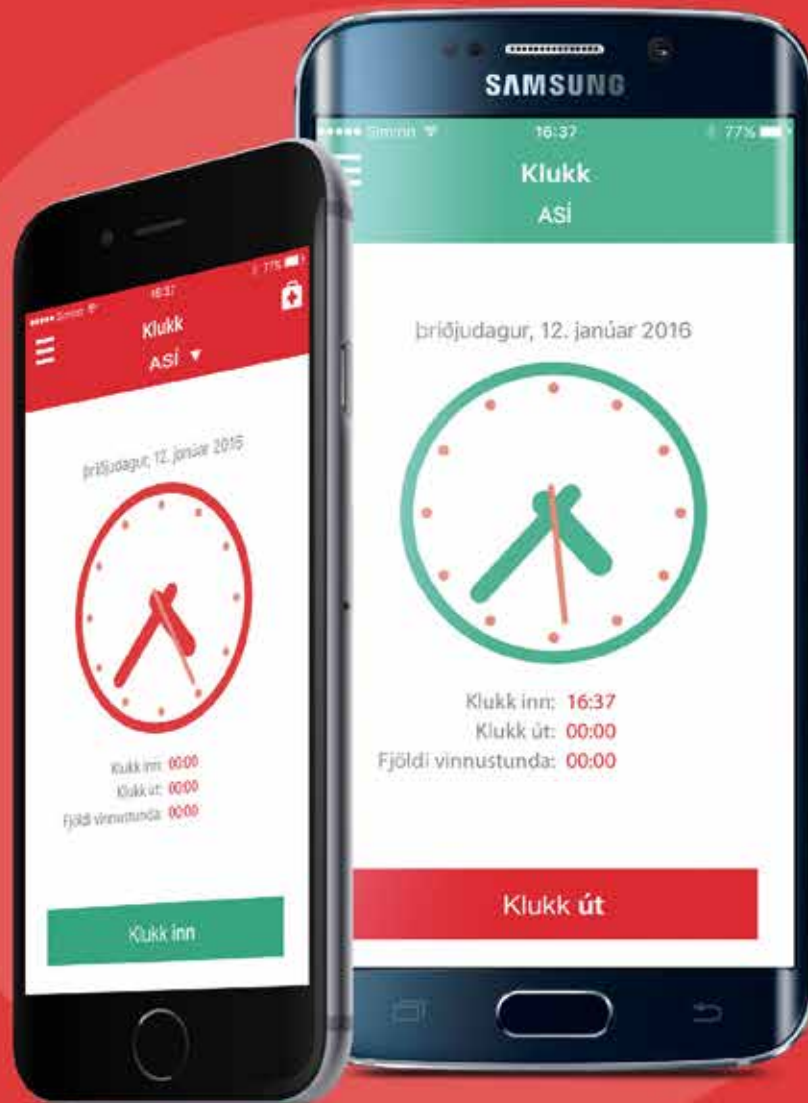 Síminn
16:37
77%
Klukk
ASÍ
þriðjudagur, 12. janúar 2016
Klukk inn: 00:00
Klukk út: 00:00
Fjöldi vinnustunda: 00:00
Klukk inn
SAMSUNG
Síminn
16:37
77%
Klukk
ASÍ
þriðjudagur, 12. janúar 2016
Klukk inn: 16:37
Klukk út: 00:00
Fjöldi vinnustunda: 00:00
Klukk út